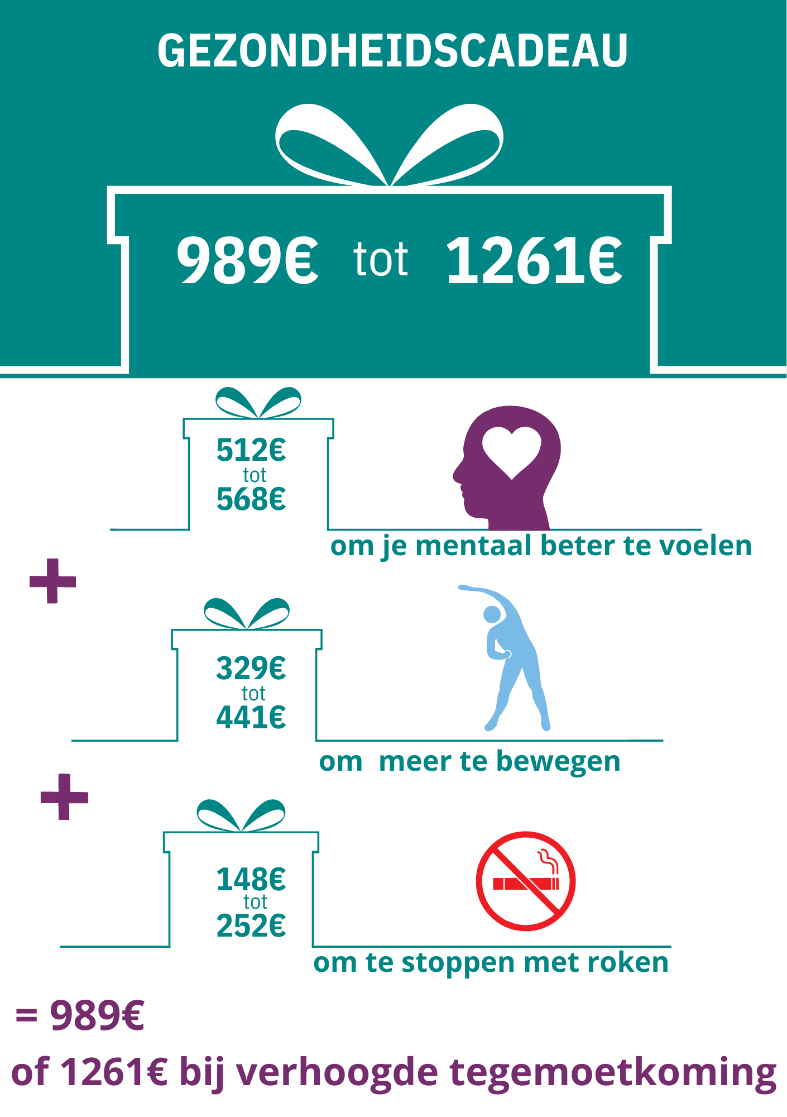 GEZONDHEIDSCADEAU
989€ tot 1261€
512€
tot
568€
om je mentaal beter te voelen
+
329€
tot
441€
om meer te bewegen
+
148€
tot
252€
om te stoppen met roken
= 989€
of 1261€ bij verhoogde tegemoetkoming